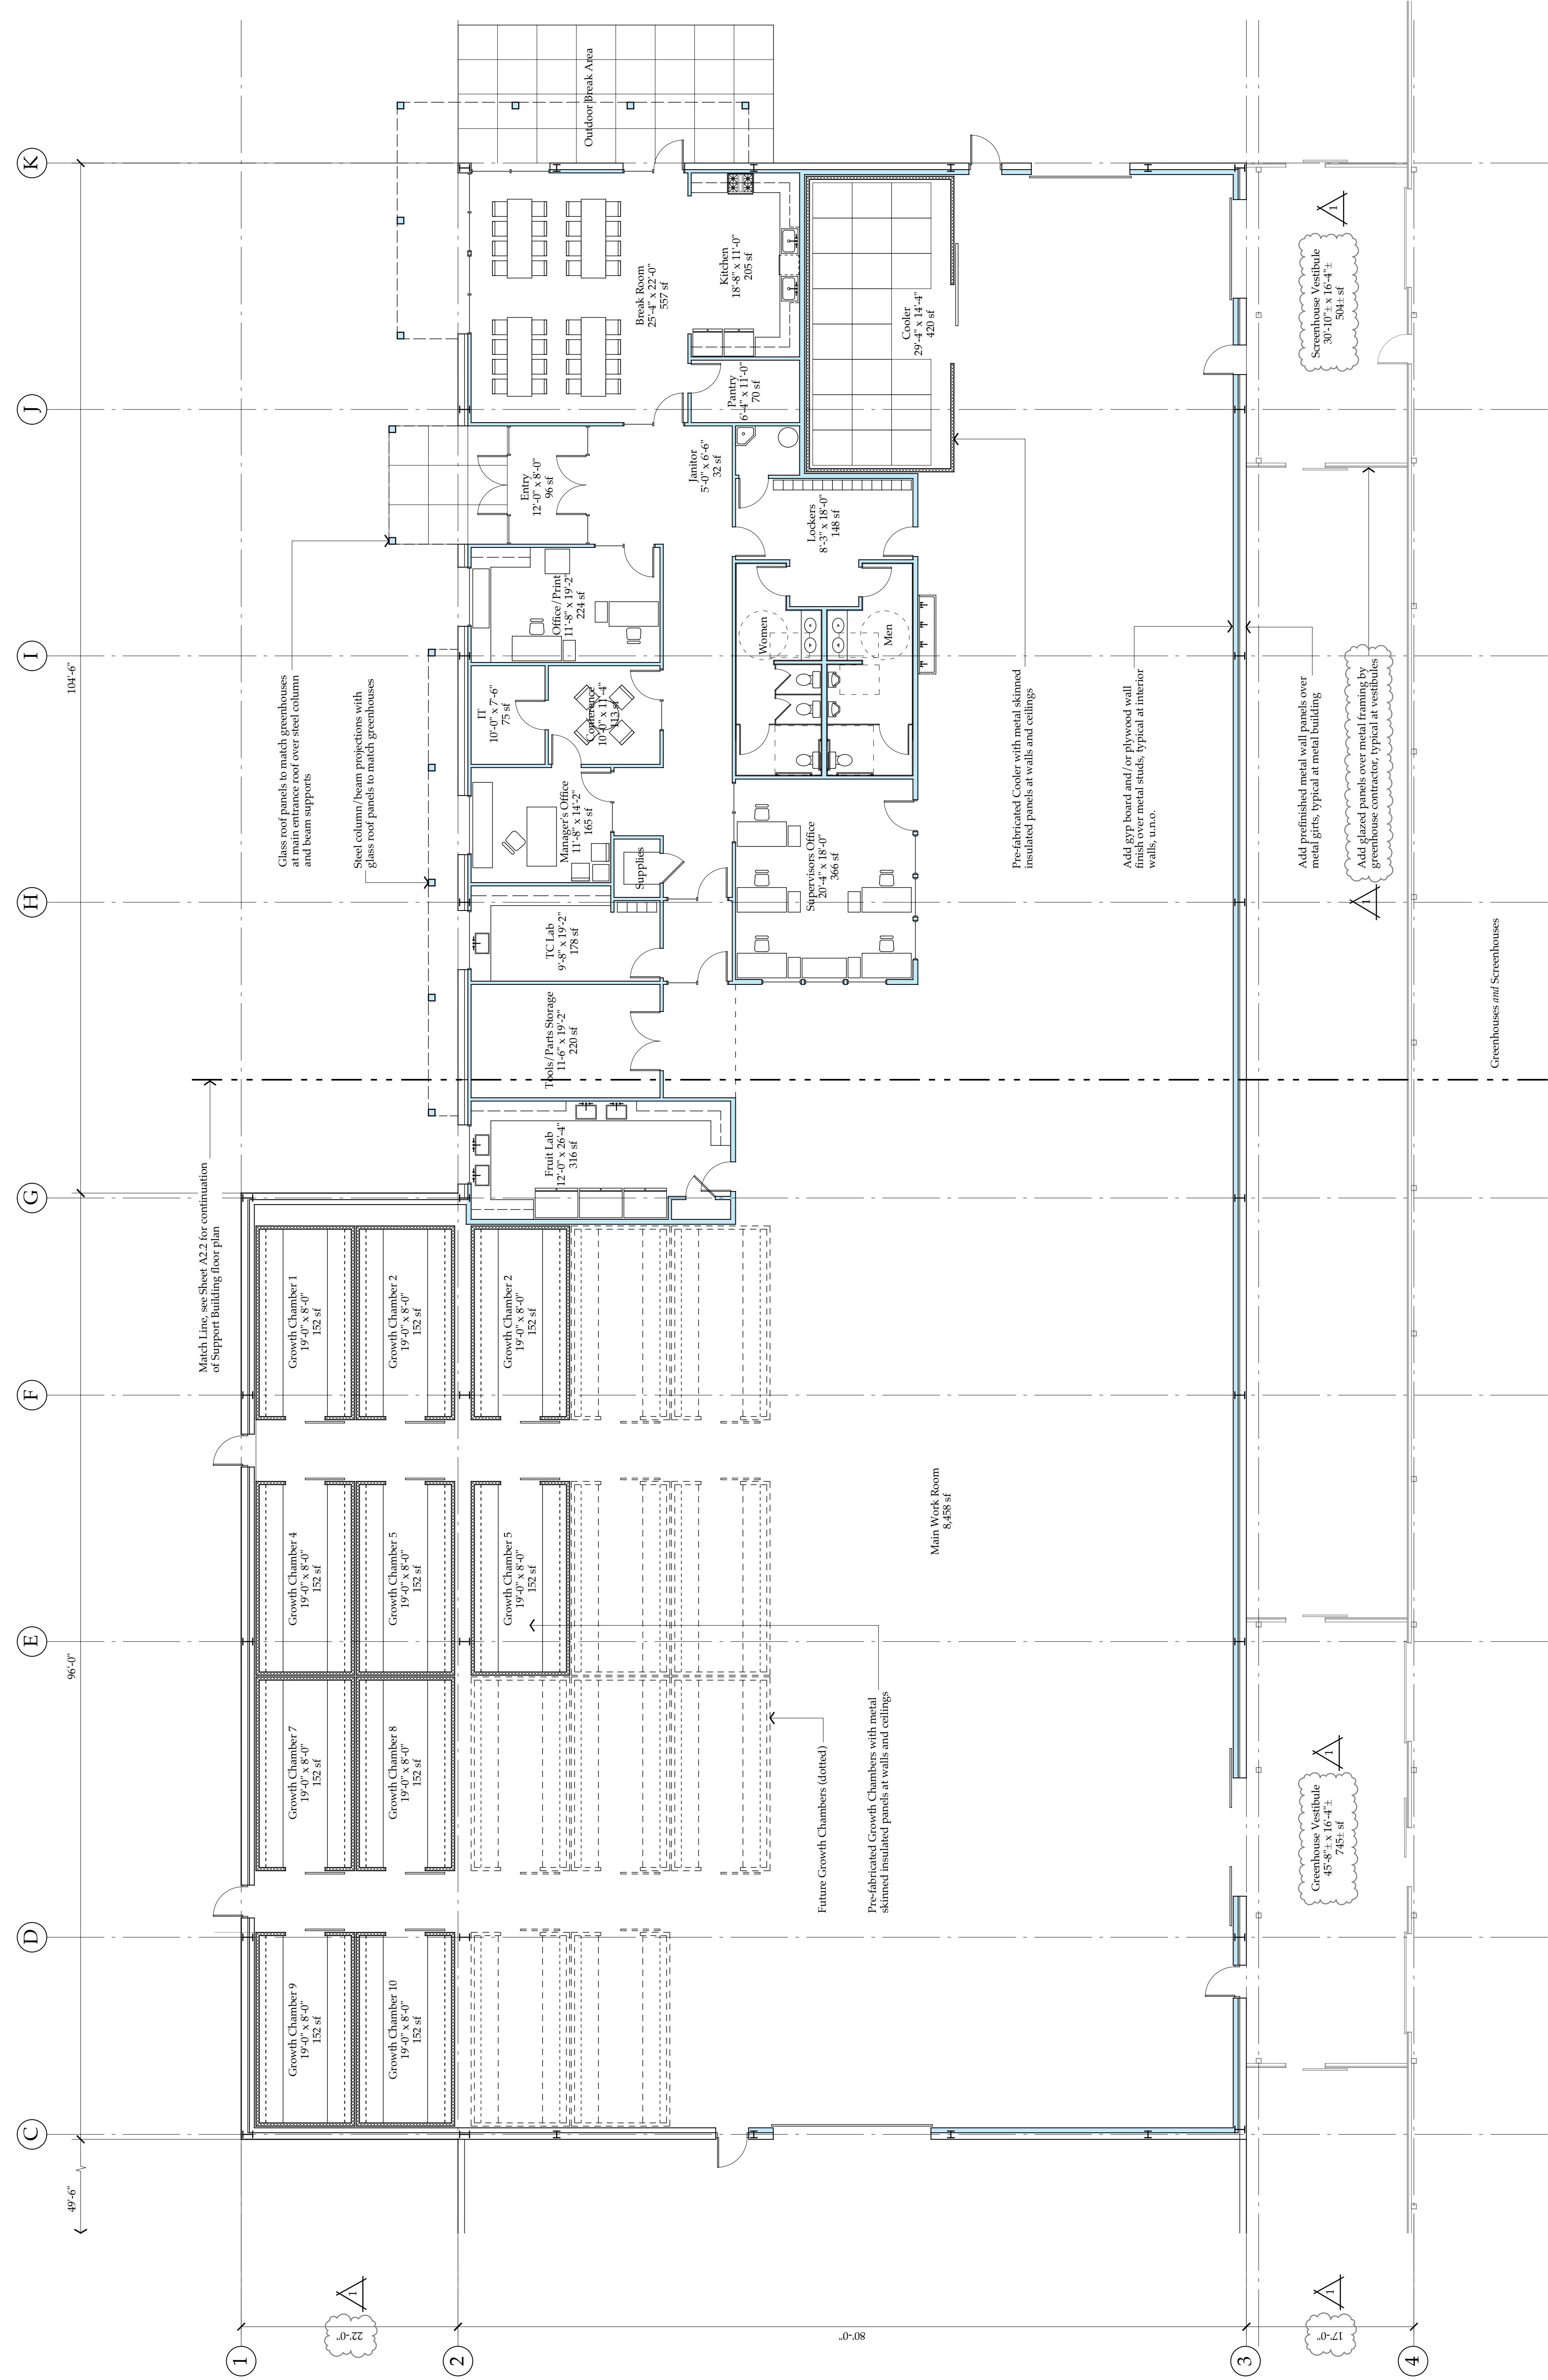 C
D
E
F
G
H
I
J
K
49'-6"
96'-0"
104'-6"
1
2
3
4
22'-0"
80'-0"
17'-0"
1
1
Match Line, see Sheet A2.2 for continuation
of Support Building floor plan
Glass roof panels to match greenhouses
at main entrance roof over steel column
and beam supports
Steel column/beam projections with
glass roof panels to match greenhouses
Outdoor Break Area
Growth Chamber 9
19'-0" x 8'-0"
152 sf
Growth Chamber 7
19'-0" x 8'-0"
152 sf
Growth Chamber 4
19'-0" x 8'-0"
152 sf
Growth Chamber 1
19'-0" x 8'-0"
152 sf
Growth Chamber 10
19'-0" x 8'-0"
152 sf
Growth Chamber 8
19'-0" x 8'-0"
152 sf
Growth Chamber 5
19'-0" x 8'-0"
152 sf
Growth Chamber 2
19'-0" x 8'-0"
152 sf
Growth Chamber 5
19'-0" x 8'-0"
152 sf
Growth Chamber 2
19'-0" x 8'-0"
152 sf
Fruit Lab
12'-0" x 26'-4"
316 sf
Tools/Parts Storage
11-6" x 19'-2"
220 sf
TC Lab
9'-8" x 19'-2"
178 sf
Manager's Office
11'-8" x 14'-2"
165 sf
Supplies
IT
10'-0" x 7'-6"
75 sf
Conference
10'-0" x 11'-4"
113 sf
Office/Print
11'-8" x 19'-2"
224 sf
Entry
12'-0" x 8'-0"
96 sf
Break Room
25'-4" x 22'-0"
557 sf
Kitchen
18'-8" x 11'-0"
205 sf
Pantry
6'-4" x 11'-0"
70 sf
Janitor
5'-0" x 6'-6"
32 sf
Lockers
8'-3" x 18'-0"
148 sf
Women
Men
Supervisors Office
20'-4" x 18'-0"
366 sf
Cooler
29'-4" x 14'-4"
420 sf
Main Work Room
8,458 sf
Future Growth Chambers (dotted)
Pre-fabricated Growth Chambers with metal
skinned insulated panels at walls and ceilings
Pre-fabricated Cooler with metal skinned
insulated panels at walls and ceilings
Add gyp board and/or plywood wall
finish over metal studs, typical at interior
walls, u.n.o.
Add prefinished metal wall panels over
metal girts, typical at metal building
Add glazed panels over metal framing by
greenhouse contractor, typical at vestibules
1
Greenhouse Vestibule
45'-8"± x 16'-4"±
745± sf
1
Screenhouse Vestibule
30'-10"± x 16'-4"±
504± sf
1
Greenhouses and Screenhouses